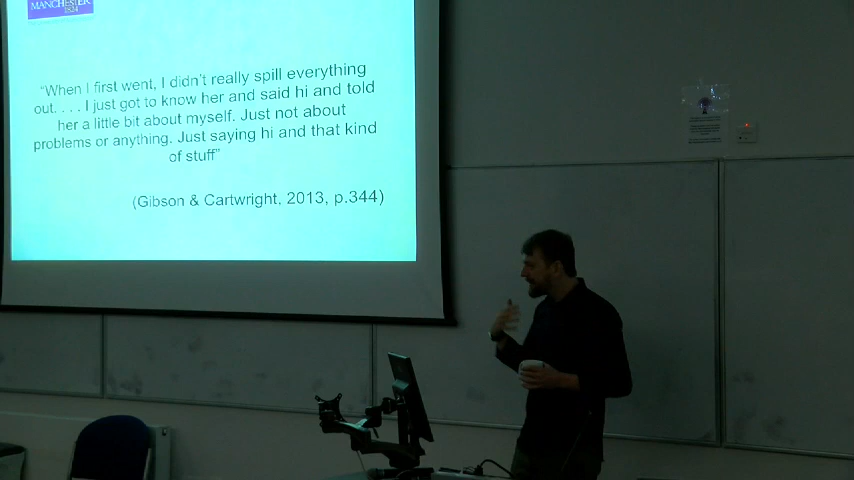 MANCHESTER
1824
“When I first went, I didn’t really spill everything
out. . . . I just got to know her and said hi and told
her a little bit about myself. Just not about
problems or anything. Just saying hi and that kind
of stuff”
(Gibson & Cartwright, 2013, p.344)